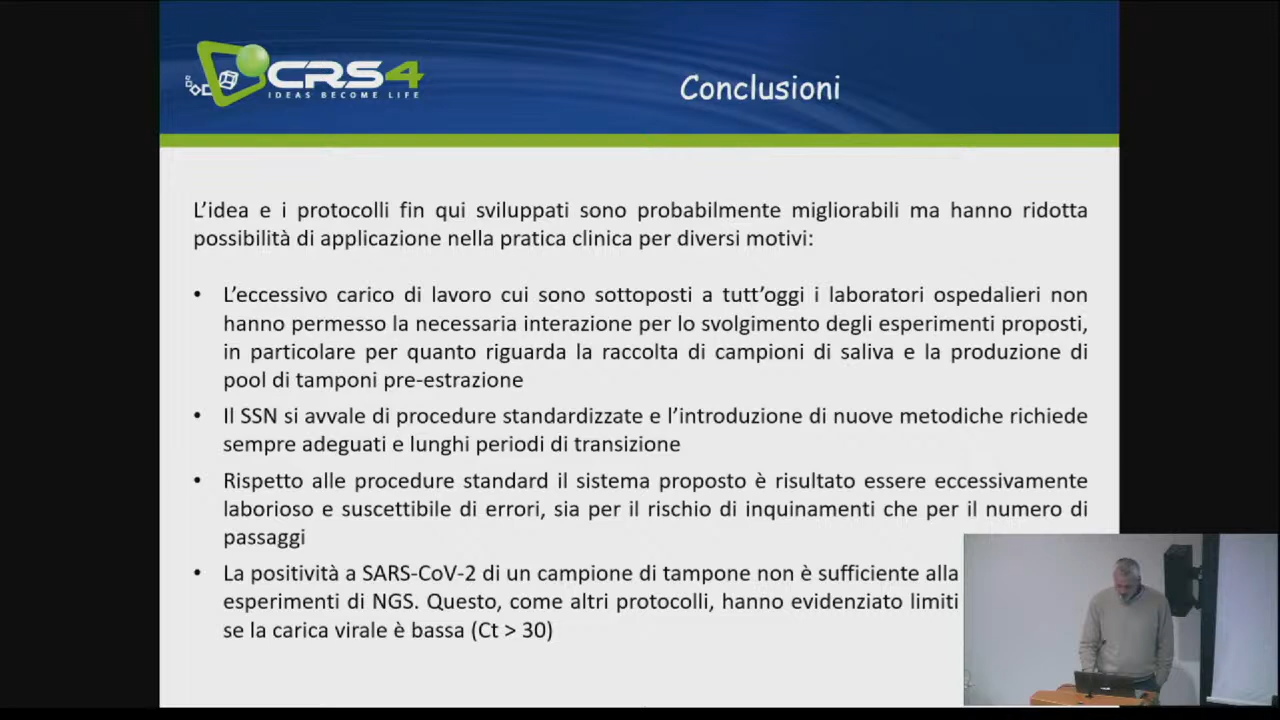 CRS4
IDEAS BECOME LIFE
Conclusioni
L’idea e i protocolli fin qui sviluppati sono probabilmente migliorabili ma hanno ridotta
possibilità di applicazione nella pratica clinica per diversi motivi:
• L’eccessivo carico di lavoro cui sono sottoposti a tutt’oggi i laboratori ospedalieri non
hanno permesso la necessaria interazione per lo svolgimento degli esperimenti proposti,
in particolare per quanto riguarda la raccolta di campioni di saliva e la produzione di
pool di tamponi pre-estrazione
• Il SSN si avvale di procedure standardizzate e l’introduzione di nuove metodiche richiede
sempre adeguati e lunghi periodi di transizione
• Rispetto alle procedure standard il sistema proposto è risultato essere eccessivamente
laborioso e suscettibile di errori, sia per il rischio di inquinamenti che per il numero di
passaggi
• La positività a SARS-CoV-2 di un campione di tampone non è sufficiente alla
esperimenti di NGS. Questo, come altri protocolli, hanno evidenziato limiti
se la carica virale è bassa (Ct > 30)